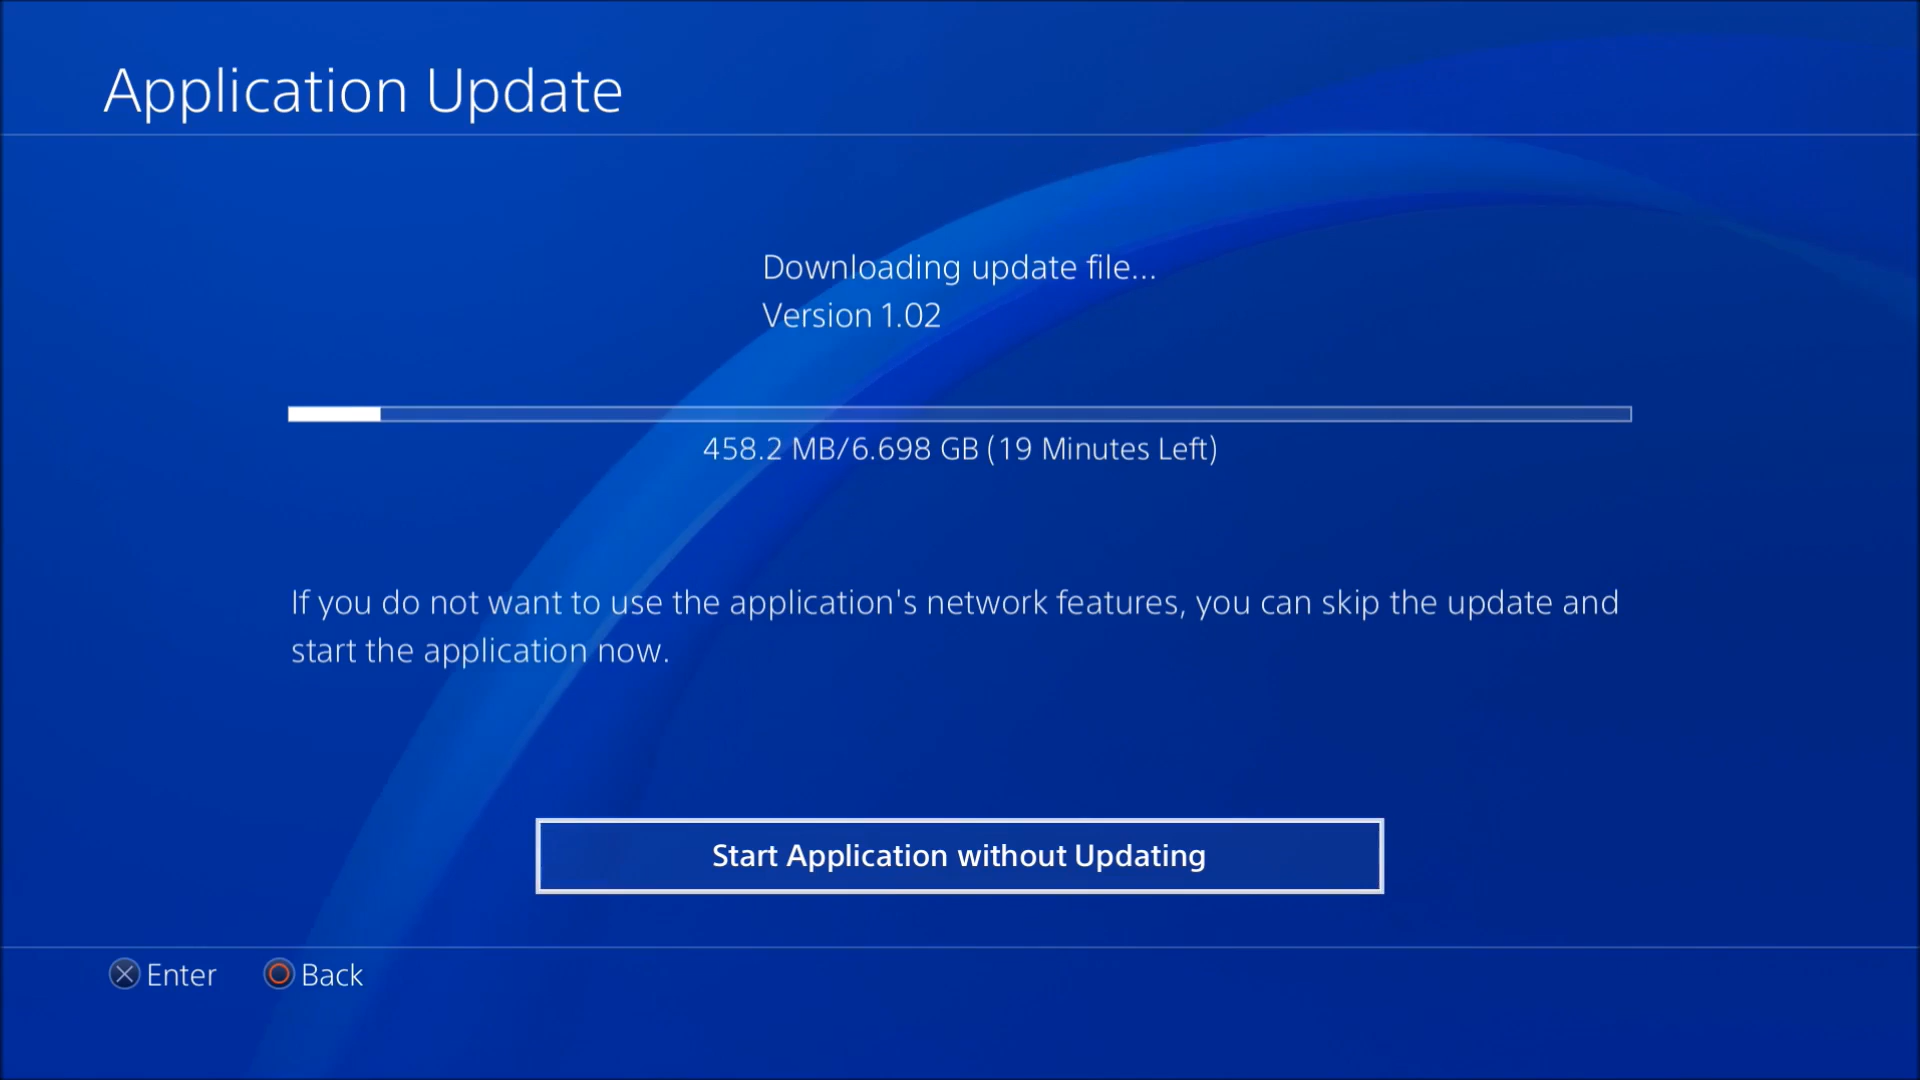 Application Update
Downloading update file...
Version 1.02
458.2 MB/6.698 GB (19 Minutes Left)
If you do not want to use the application's network features, you can skip the update and
start the application now.
Start Application without Updating
Enter
Back